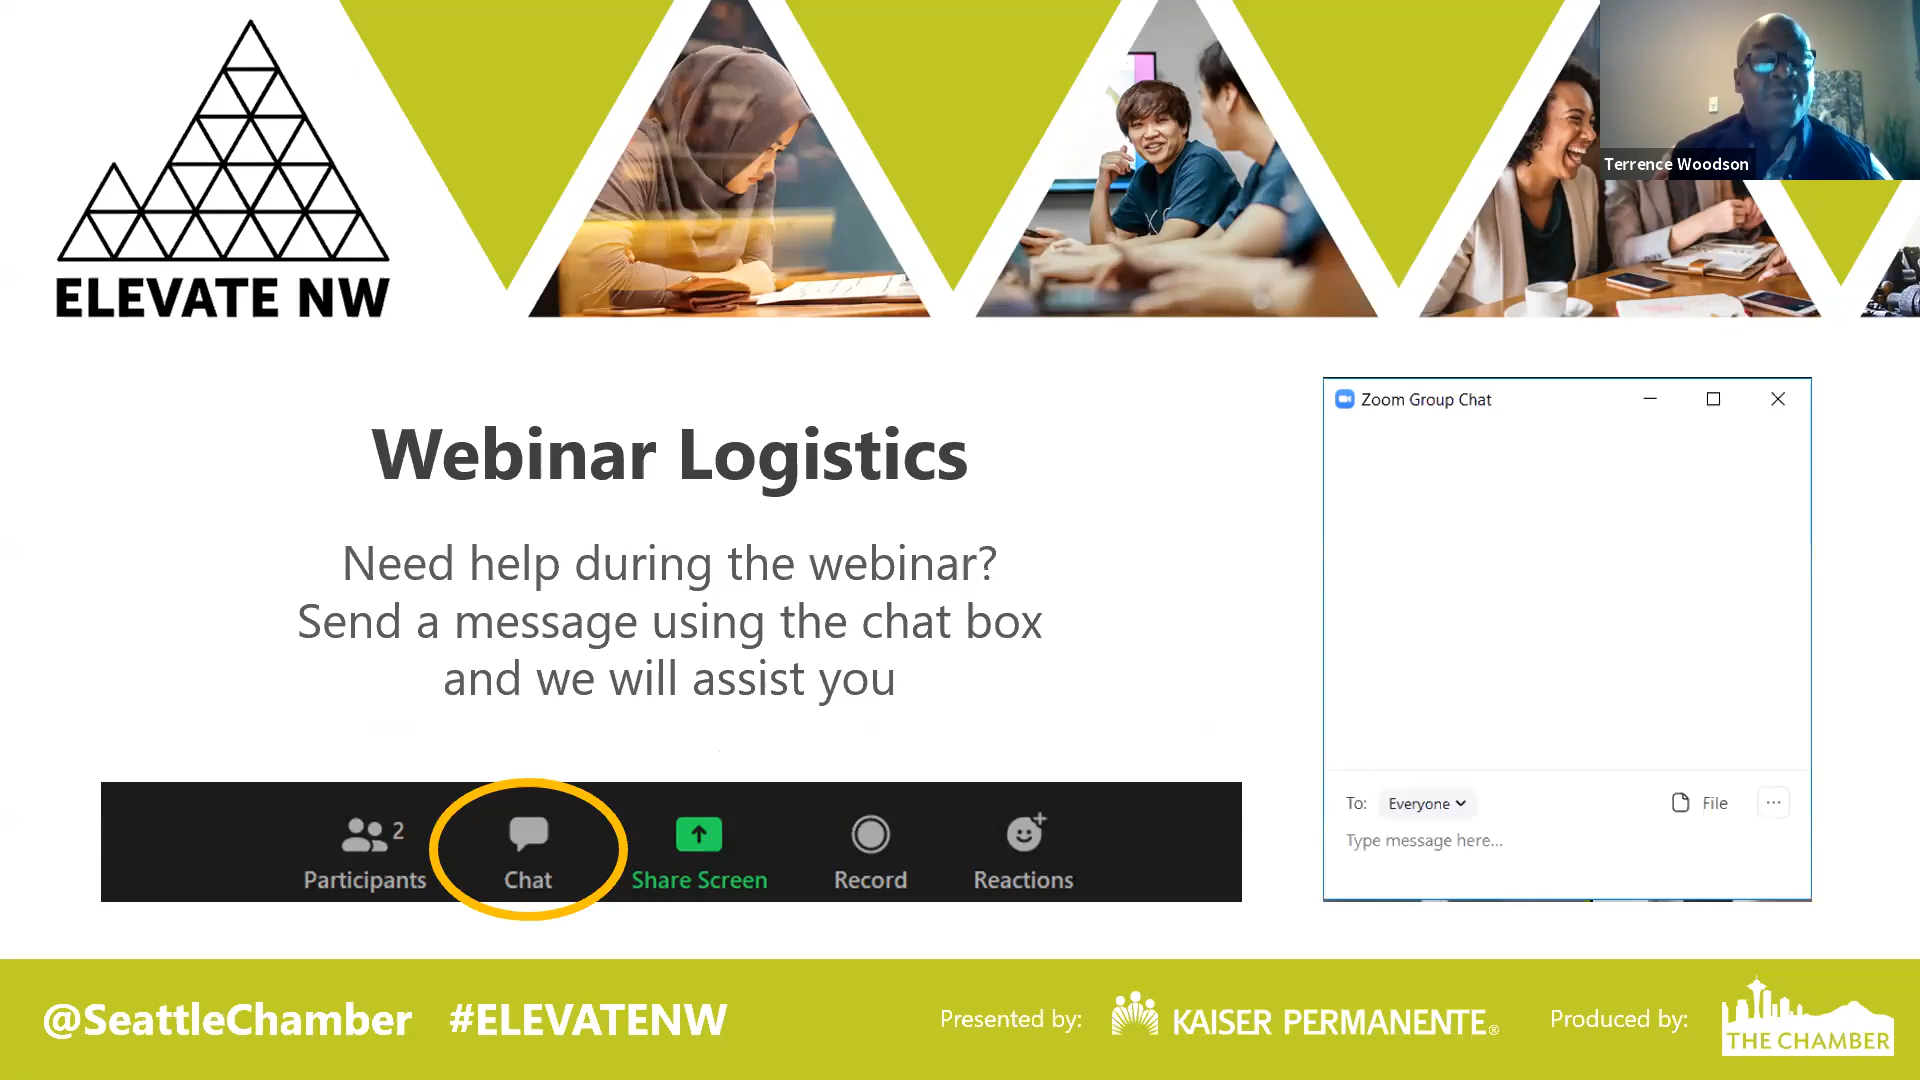 Terrence Woodson
ELEVATE NW
Webinar Logistics
Need help during the webinar?
Send a message using the chat box
and we will assist you
2
Participants
Chat
Share Screen
Record
Reactions
Zoom Group Chat
To: Everyone
File
Type message here...
@SeattleChamber #ELEVATENW
Presented by:
KAISER PERMANENTE®
Produced by:
THE CHAMBER